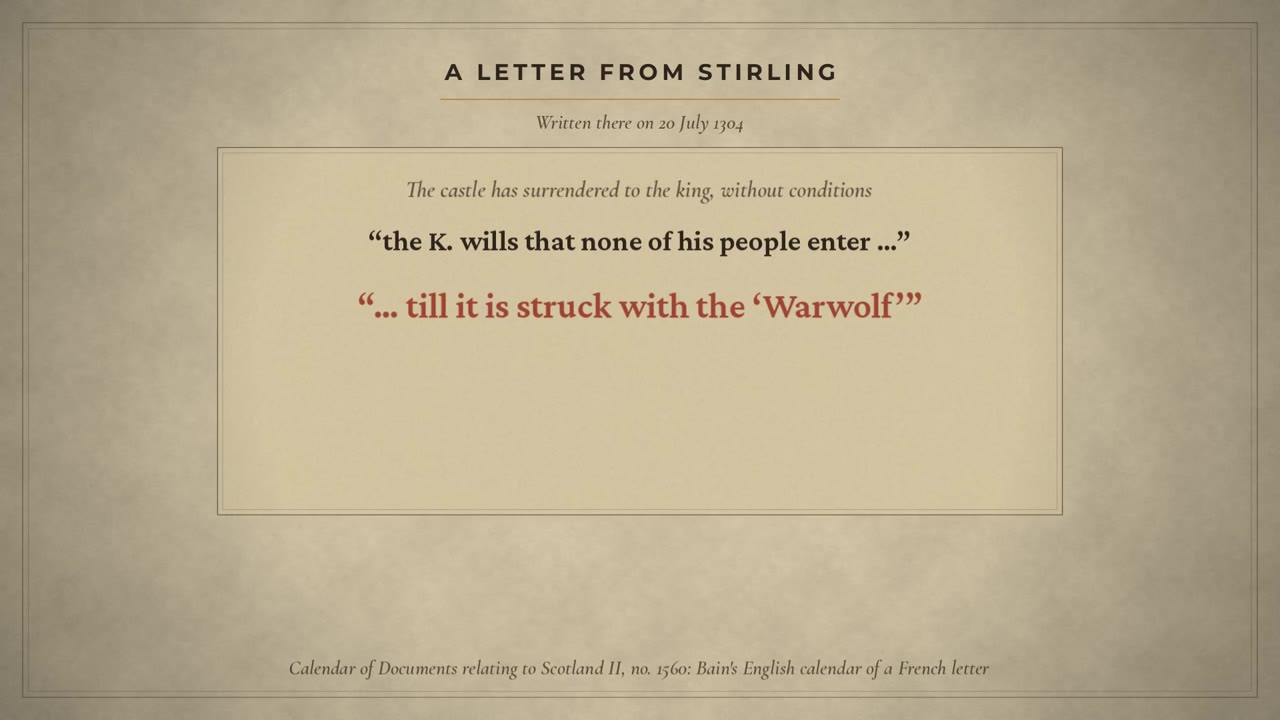 A LETTER FROM STIRLING
Written there on 20 July 1304
The castle has surrendered to the king, without conditions
“the K. wills that none of his people enter ...”
“... till it is struck with the ‘Warwolf’”
Calendar of Documents relating to Scotland II, no. 1560: Bain's English calendar of a French letter